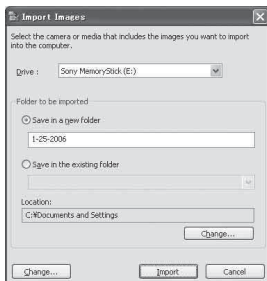 Import Images
Select the camera or media that includes the images you want to import
into the computer.
Drive : Sony MemoryStick (E:)
Folder to be imported
Save in a new folder
1-25-2006
Save in the existing folder
Location:
C:¥Documents and Settings
Change...
Change... Import Cancel